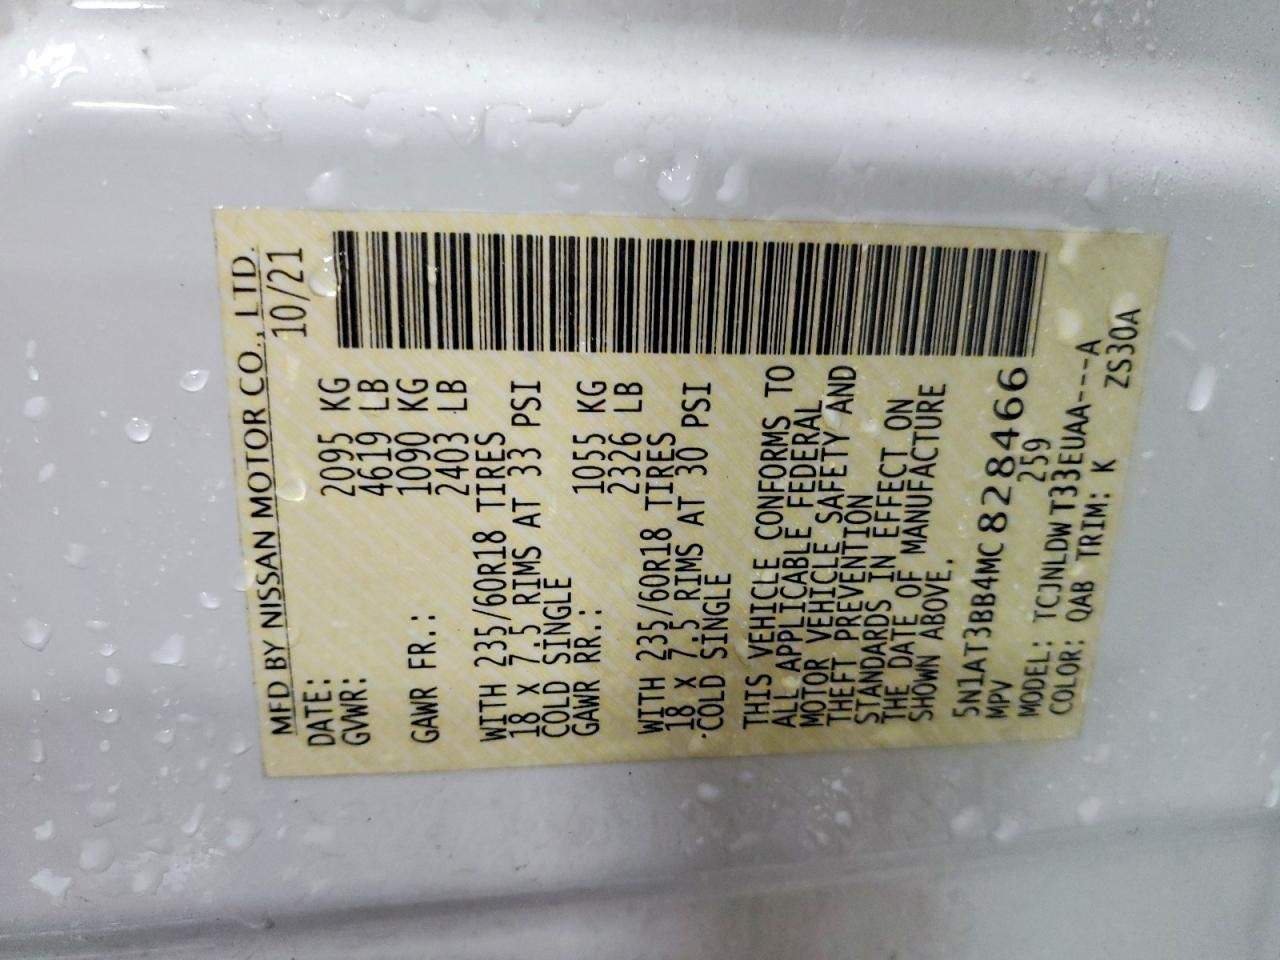 MFD BY NISSAN MOTOR CO., LTD.
DATE: 10/21
GVWR: 2095 KG
4619 LB
GAWR FR.: 1090 KG
2403 LB
WITH 235/60R18 TIRES
18 X 7.5 RIMS AT 33 PSI
COLD SINGLE
GAWR RR.: 1055 KG
2326 LB
WITH 235/60R18 TIRES
18 X 7.5 RIMS AT 30 PSI
COLD SINGLE
THIS VEHICLE CONFORMS TO
ALL APPLICABLE FEDERAL
MOTOR VEHICLE SAFETY AND
THEFT PREVENTION
STANDARDS IN EFFECT ON
THE DATE OF MANUFACTURE
SHOWN ABOVE.
5N1AT3BB4MC828466
MPV 259
MODEL: TCJNLDWT33EUAA---A
COLOR: QAB TRIM: K ZS30A